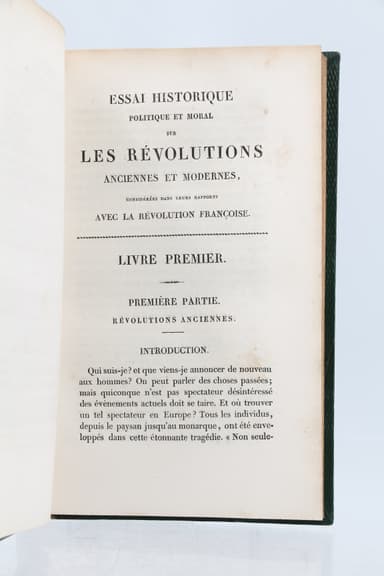 ESSAI HISTORIQUE
POLITIQUE ET MORAL
SUR
LES RÉVOLUTIONS
ANCIENNES ET MODERNES,
CONSIDÉRÉES DANS LEURS RAPPORTS
AVEC LA RÉVOLUTION FRANÇOISE.
LIVRE PREMIER.
PREMIÈRE PARTIE.
RÉVOLUTIONS ANCIENNES.
INTRODUCTION.
Qui suis-je? et que viens-je annoncer de nouveau
aux hommes? On peut parler des choses passées;
mais quiconque n'est pas spectateur désintéressé
des évènements actuels doit se taire. Et où trouver
un tel spectateur en Europe? Tous les individus,
depuis le paysan jusqu'au monarque, ont été enve-
loppés dans cette étonnante tragédie. « Non seule-